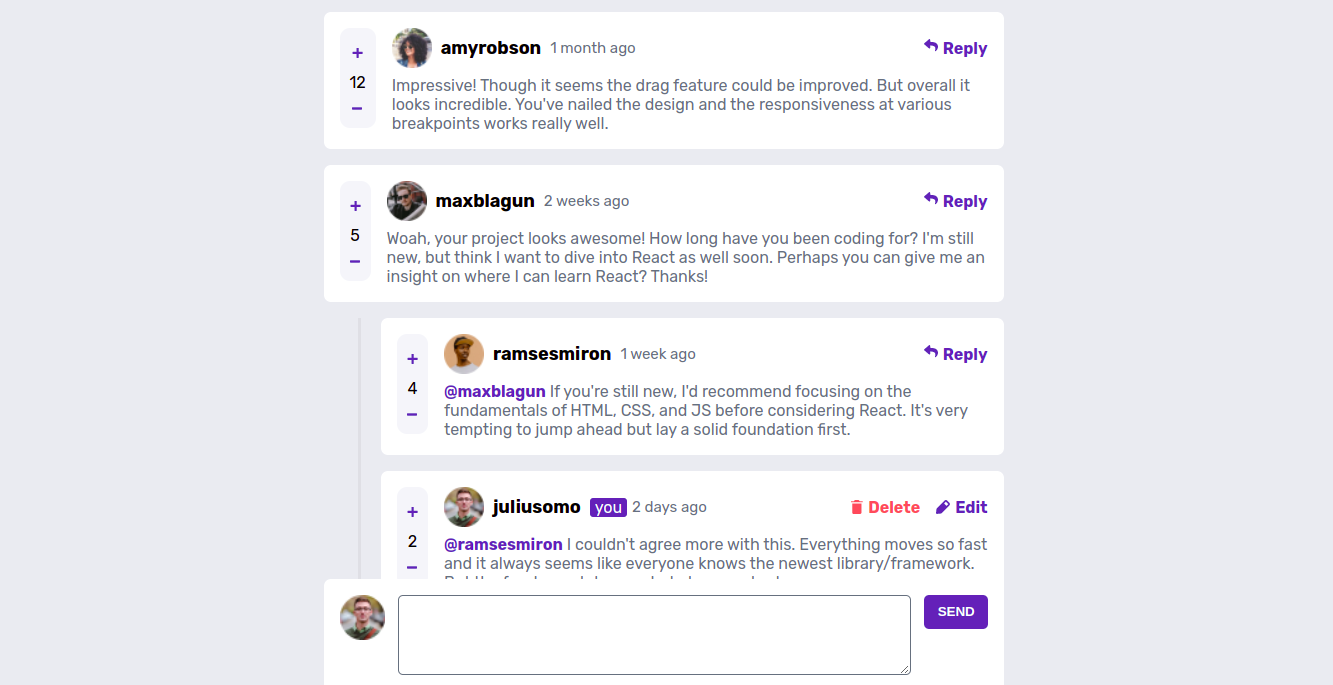 +
12
−
amyrobson 1 month ago
Reply
Impressive! Though it seems the drag feature could be improved. But overall it
looks incredible. You've nailed the design and the responsiveness at various
breakpoints works really well.
+
5
−
maxblagun 2 weeks ago
Reply
Woah, your project looks awesome! How long have you been coding for? I'm still
new, but think I want to dive into React as well soon. Perhaps you can give me an
insight on where I can learn React? Thanks!
+
4
−
ramsesmiron 1 week ago
Reply
@maxblagun If you're still new, I'd recommend focusing on the
fundamentals of HTML, CSS, and JS before considering React. It's very
tempting to jump ahead but lay a solid foundation first.
+
2
−
juliusomo you 2 days ago
Delete Edit
@ramsesmiron I couldn't agree more with this. Everything moves so fast
and it always seems like everyone knows the newest library/framework.
SEND